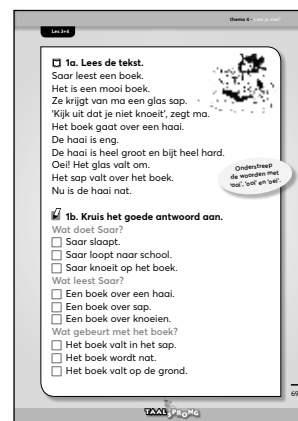 thema 4 - Lees je mee?
Les 3+4
1a. Lees de tekst.
Saar leest een boek.
Het is een mooi boek.
Ze krijgt van ma een glas sap.
'Kijk uit dat je niet knoeit', zegt ma.
Het boek gaat over een haai.
De haai is eng.
De haai is heel groot en bijt heel hard.
Oei! Het glas valt om.
Het sap valt over het boek.
Nu is de haai nat.
Onderstreep
de woorden met
'aai', 'ooi' en 'oei'.
1b. Kruis het goede antwoord aan.
Wat doet Saar?
Saar slaapt.
Saar loopt naar school.
Saar knoeit op het boek.
Wat leest Saar?
Een boek over een haai.
Een boek over sap.
Een boek over knoeien.
Wat gebeurt met het boek?
Het boek valt in het sap.
Het boek wordt nat.
Het boek valt op de grond.
69
TAALSPRONG